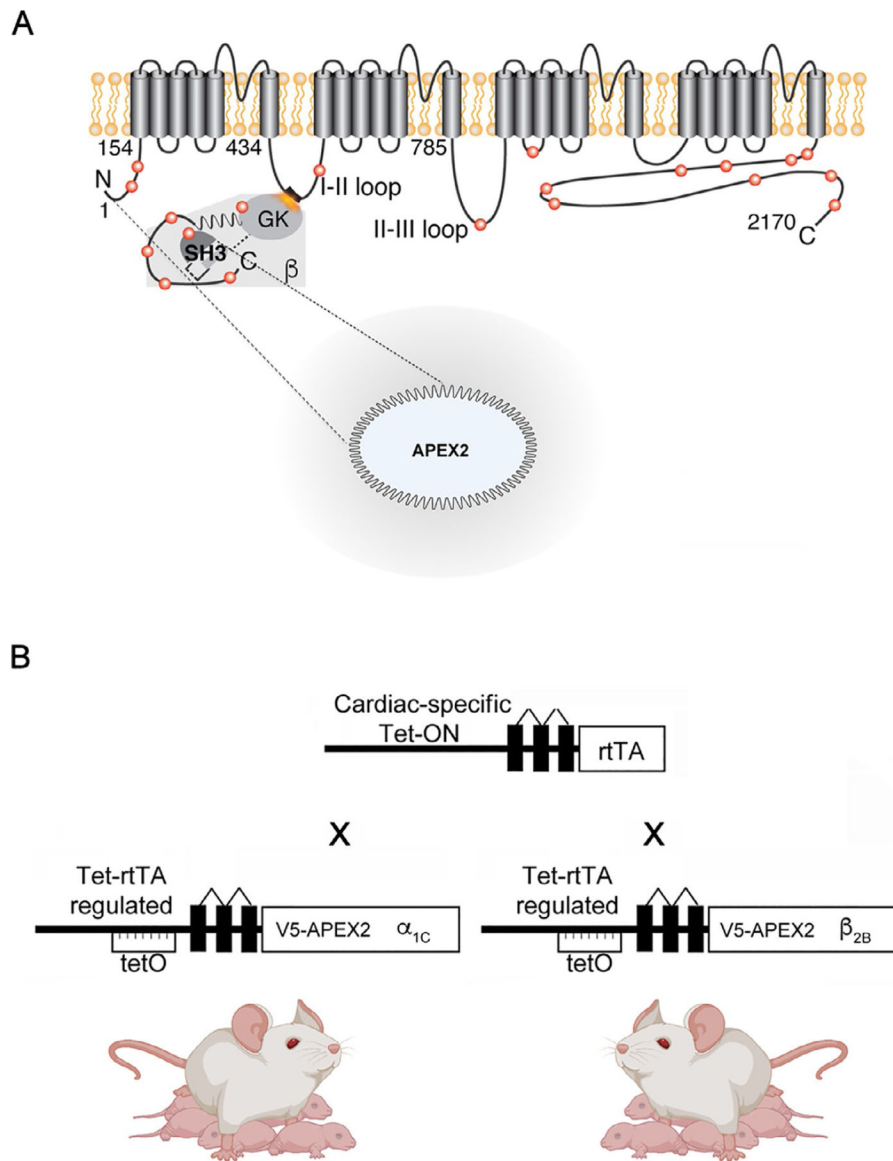 A
154
434
785
N
1
I-II loop
GK
II-III loop
2170
C
SH3
C
β
APEX2
B
Cardiac-specific
Tet-ON
rtTA
X
X
Tet-rtTA
regulated
V5-APEX2 α1C
tetO
Tet-rtTA
regulated
V5-APEX2 β2B
tetO